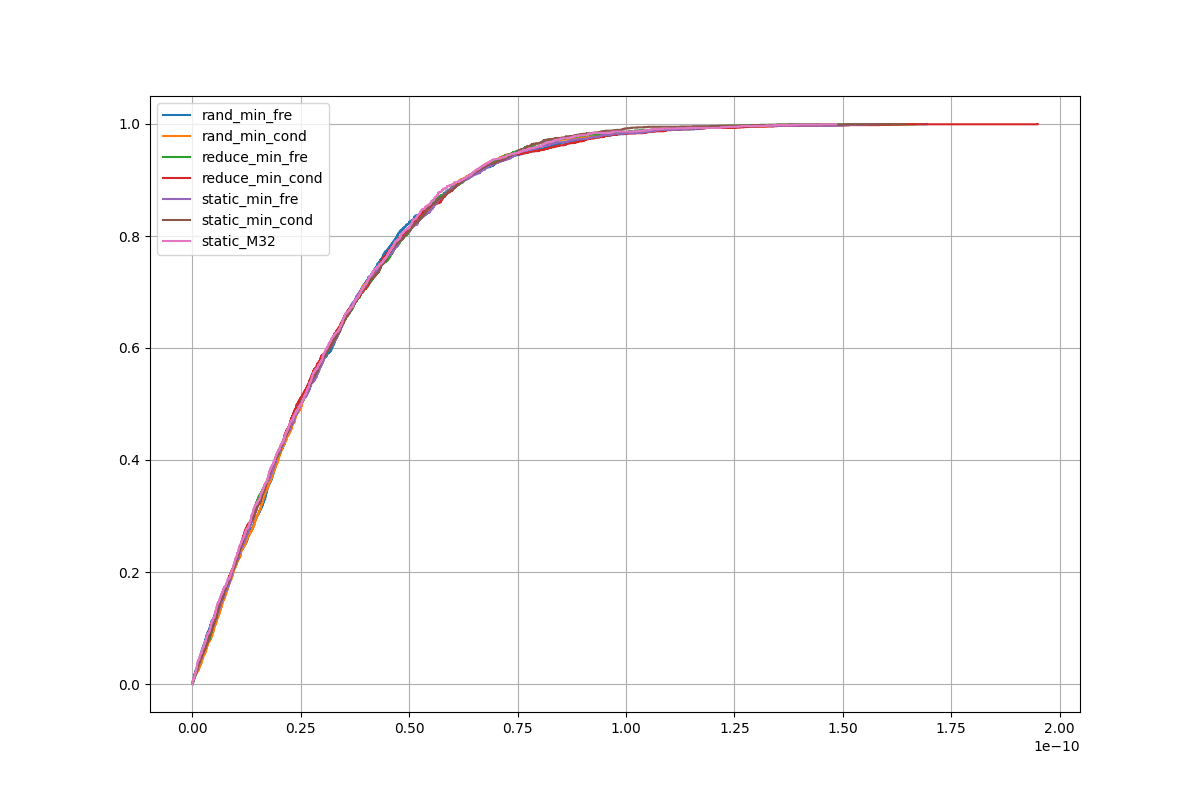 rand_min_fre
rand_min_cond
reduce_min_fre
reduce_min_cond
static_min_fre
static_min_cond
static_M32
1.0
0.8
0.6
0.4
0.2
0.0
0.00 0.25 0.50 0.75 1.00 1.25 1.50 1.75 2.00
1e−10